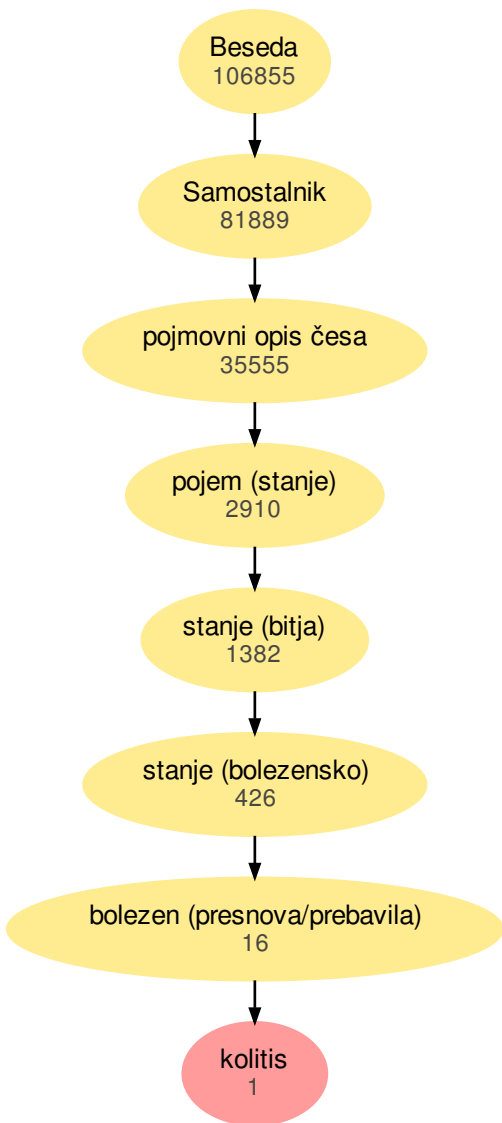 Beseda
106855
Samostalnik
81889
pojmovni opis česa
35555
pojem (stanje)
2910
stanje (bitja)
1382
stanje (bolezensko)
426
bolezen (presnova/prebavila)
16
kolitis
1